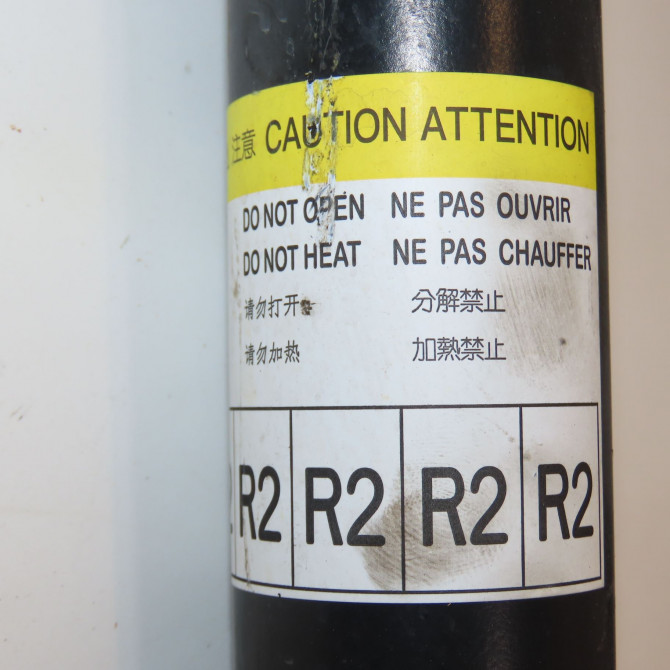 注意 CAUTION ATTENTION
DO NOT OPEN NE PAS OUVRIR
DO NOT HEAT NE PAS CHAUFFER
请勿打开 分解禁止
请勿加热 加熱禁止
R2 R2 R2 R2